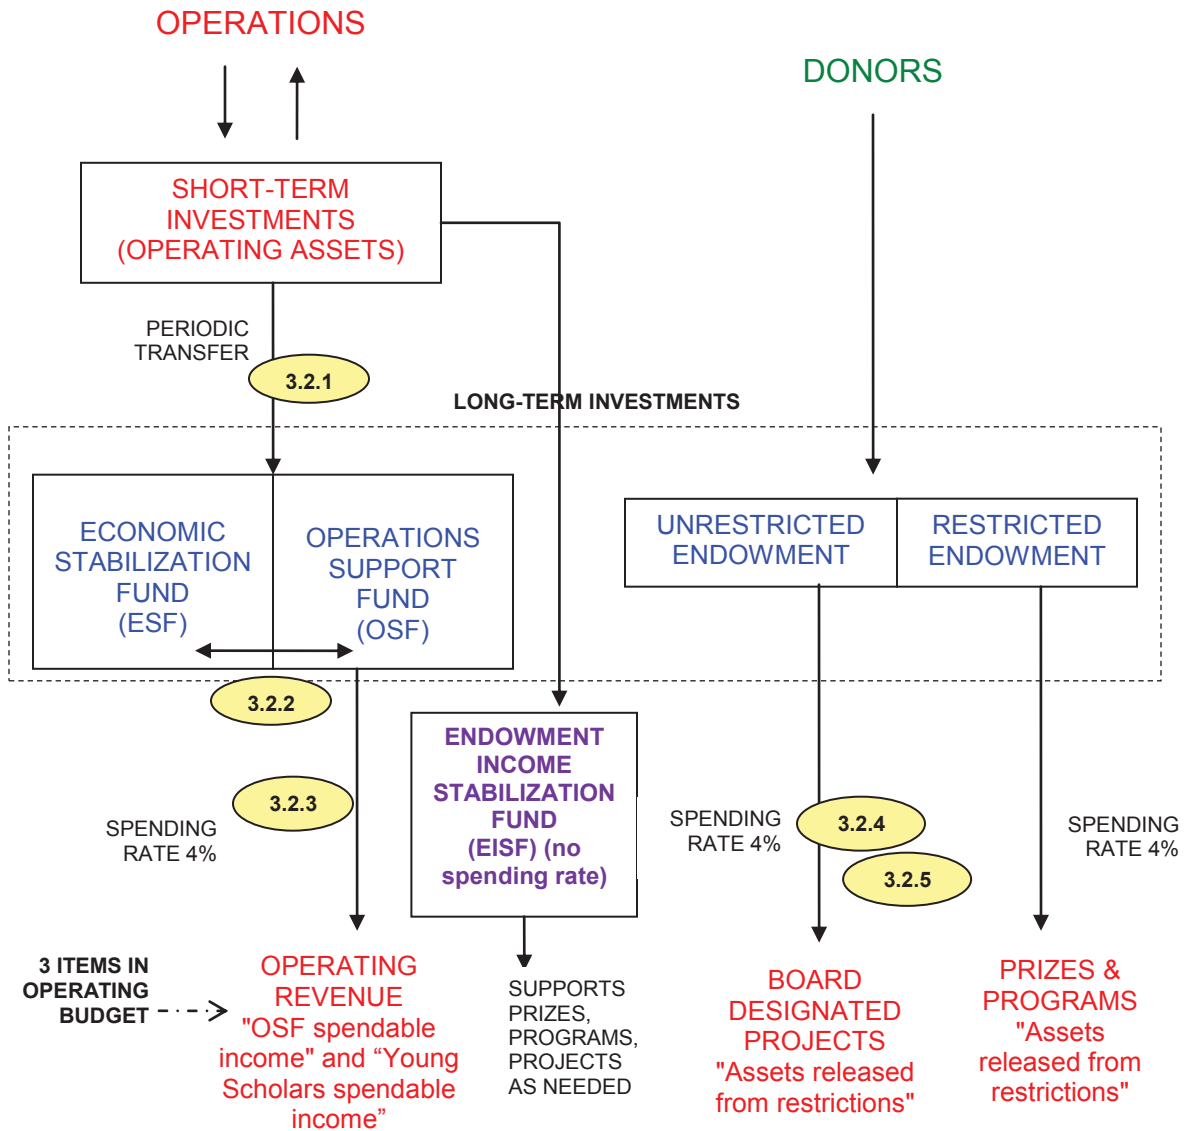 OPERATIONS
DONORS
SHORT-TERM
INVESTMENTS
(OPERATING ASSETS)
PERIODIC
TRANSFER
3.2.1
LONG-TERM INVESTMENTS
ECONOMIC
STABILIZATION
FUND
(ESF)
OPERATIONS
SUPPORT
FUND
(OSF)
UNRESTRICTED
ENDOWMENT
RESTRICTED
ENDOWMENT
3.2.2
3.2.3
SPENDING
RATE 4%
ENDOWMENT
INCOME
STABILIZATION
FUND
(EISF) (no
spending rate)
SPENDING
RATE 4%
3.2.4
3.2.5
SPENDING
RATE 4%
3 ITEMS IN
OPERATING
BUDGET
OPERATING
REVENUE
"OSF spendable
income" and “Young
Scholars spendable
income”
SUPPORTS
PRIZES,
PROGRAMS,
PROJECTS
AS NEEDED
BOARD
DESIGNATED
PROJECTS
"Assets released
from restrictions"
PRIZES &
PROGRAMS
"Assets
released from
restrictions"